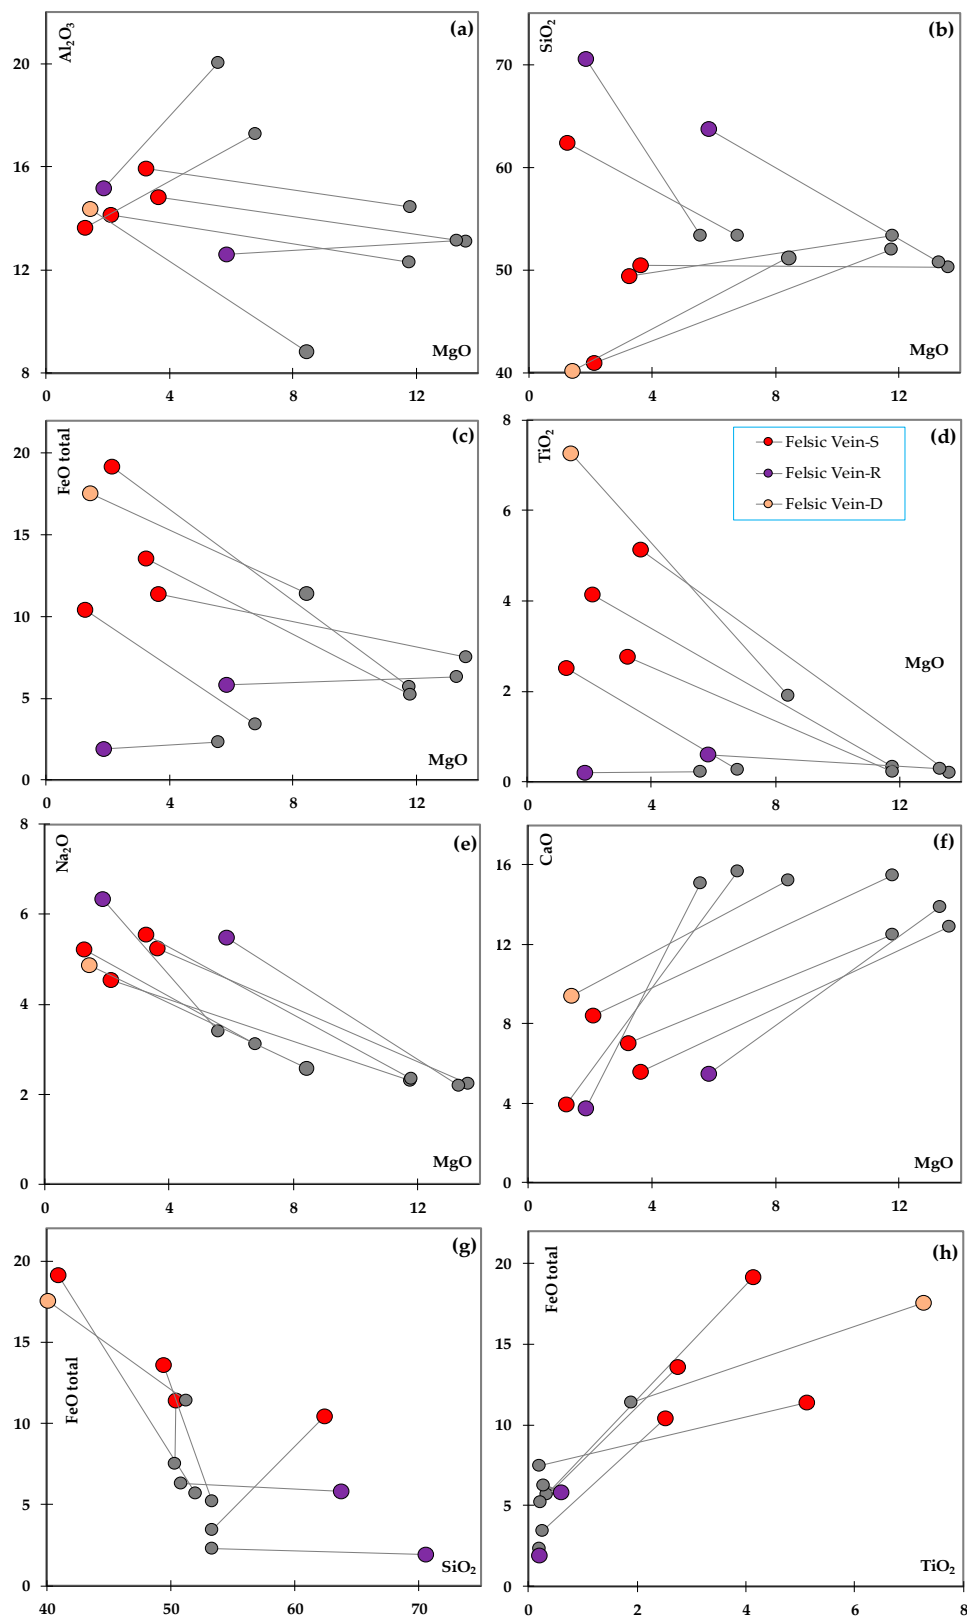 (a)
Al₂O₃
20
16
12
8
MgO
0 4 8 12
(b)
SiO₂
70
60
50
40
MgO
0 4 8 12
(c)
FeO total
20
15
10
5
0
MgO
0 4 8 12
(d)
TiO₂
8
6
4
2
0
Felsic Vein-S
Felsic Vein-R
Felsic Vein-D
MgO
0 4 8 12
(e)
Na₂O
8
6
4
2
0
MgO
0 4 8 12
(f)
CaO
16
12
8
4
0
MgO
0 4 8 12
(g)
FeO total
20
15
10
5
0
SiO₂
40 50 60 70
(h)
FeO total
20
15
10
5
0
TiO₂
0 2 4 6 8